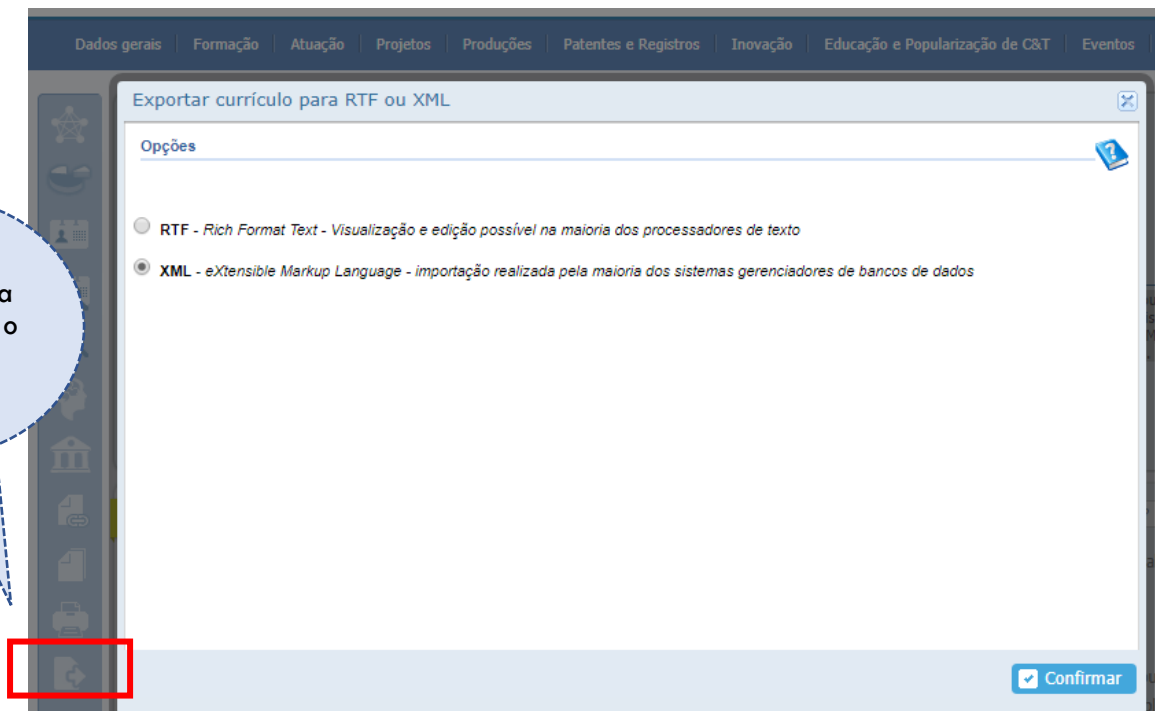 Dados gerais Formação Atuação Projetos Produções Patentes e Registros Inovação Educação e Popularização de C&T Eventos
Exportar currículo para RTF ou XML
Opções
RTF - Rich Format Text - Visualização e edição possível na maioria dos processadores de texto
XML - eXtensible Markup Language - importação realizada pela maioria dos sistemas gerenciadores de bancos de dados
a
o
Confirmar